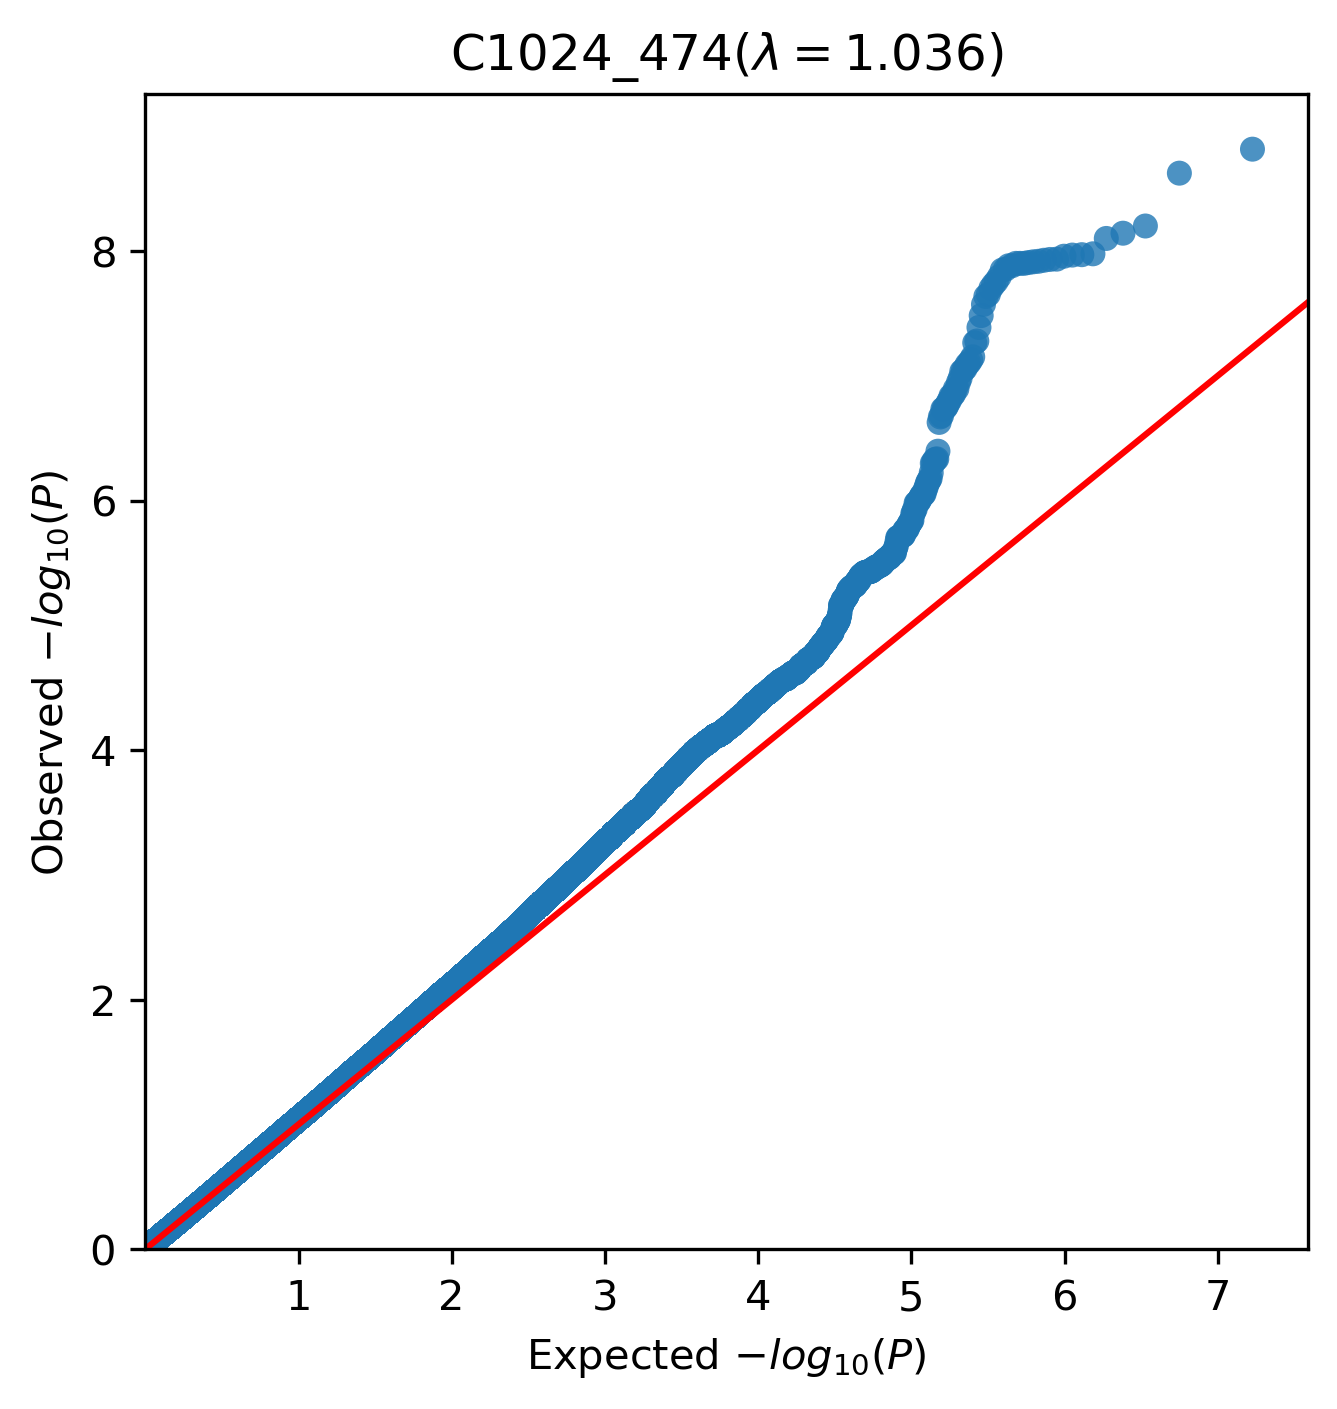 C1024_474(λ = 1.036)
Observed −log₁₀(P)
8
6
4
2
0
1 2 3 4 5 6 7
Expected −log₁₀(P)